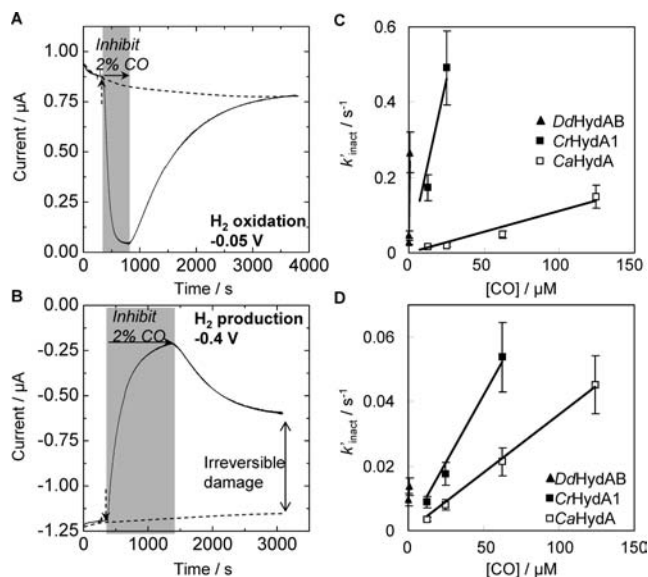 A
Inhibit
2% CO
1.00
0.75
0.50
0.25
0.00
Current / µA
H2 oxidation
-0.05 V
0 1000 2000 3000 4000
Time / s
B
Inhibit
2% CO
H2 production
-0.4 V
-0.00
-0.25
-0.50
-0.75
-1.00
-1.25
Current / µA
Irreversible
damage
0 1000 2000 3000
Time / s
C
0.6
0.4
0.2
0
k'inact / s-1
DdHydAB
CrHydA1
CaHydA
0 50 100 150
[CO] / µM
D
0.06
0.04
0.02
0
k'inact / s-1
DdHydAB
CrHydA1
CaHydA
0 50 100 150
[CO] / µM